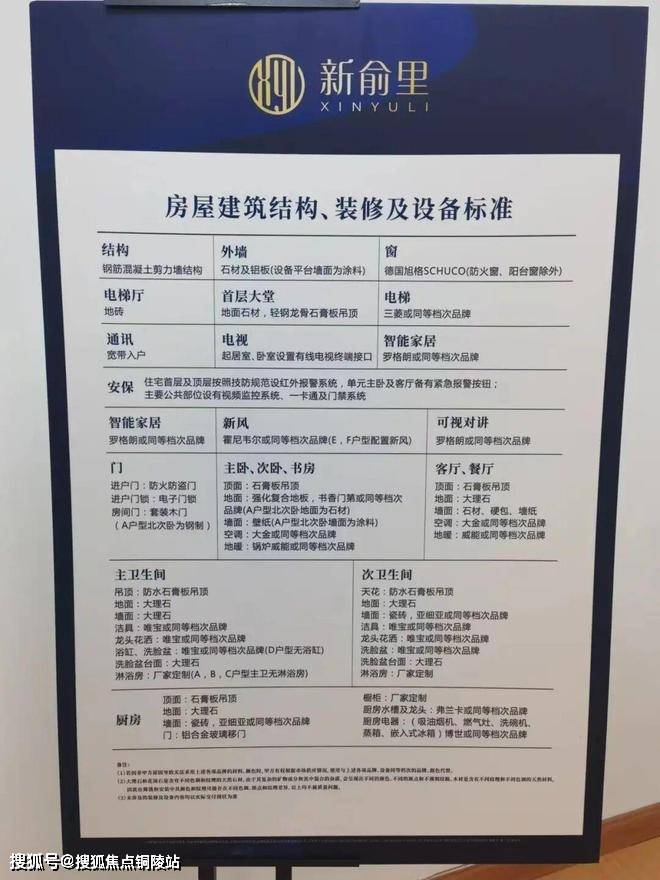 新俞里
XINYULI
房屋建筑结构、装修及设备标准
结构
钢筋混凝土剪力墙结构
外墙
石材及铝板(设备平台墙面为涂料)
窗
德国旭格SCHUCO(防火窗、阳台窗除外)
电梯厅
地砖
首层大堂
地面石材，轻钢龙骨石膏板吊顶
电梯
三菱或同等档次品牌
通讯
宽带入户
电视
起居室、卧室设置有线电视终端接口
智能家居
罗格朗或同等档次品牌
安保
住宅首层及顶层按照技防规范设红外报警系统，单元主卧及客厅备有紧急报警按钮；
主要公共部位设有视频监控系统、一卡通及门禁系统
智能家居
罗格朗或同等档次品牌
新风
霍尼韦尔或同等档次品牌(E，F户型配置新风)
可视对讲
罗格朗或同等档次品牌
门
进户门：防火防盗门
进户门锁：电子门锁
房间门：套装木门
（A户型北次卧为钢制）
主卧、次卧、书房
顶面：石膏板吊顶
地面：强化复合地板，书香门第或同等档次
品牌(A户型北次卧地面为石材)
墙面：壁纸(A户型北次卧墙面为涂料)
空调：大金或同等档次品牌
地暖：锅炉威能或同等档次品牌
客厅、餐厅
顶面：石膏板吊顶
地面：大理石
墙面：石材、硬包、墙纸
空调：大金或同等档次品牌
地暖：威能或同等档次品牌
主卫生间
吊顶：防水石膏板吊顶
地面：大理石
墙面：大理石
洁具：唯宝或同等档次品牌
龙头花洒：唯宝或同等档次品牌
浴缸、洗脸盆：唯宝或同等档次品牌(D户型无浴缸)
洗脸盆台面：大理石
淋浴房：厂家定制(A，B，C户型主卫无淋浴房)
次卫生间
天花：防水石膏板吊顶
地面：大理石
墙面：瓷砖，亚细亚或同等档次品牌
洁具：唯宝或同等档次品牌
龙头花洒：唯宝或同等档次品牌
洗脸盆：唯宝或同等档次品牌
洗脸盆台面：大理石
淋浴房：厂家定制
厨房
顶面：石膏板吊顶
地面：大理石
墙面：瓷砖，亚细亚或同等档次品牌
门：铝合金玻璃移门
橱柜：厂家定制
厨房水槽及龙头：弗兰卡或同等档次品牌
厨房电器：（吸油烟机、燃气灶、洗碗机、
蒸箱、嵌入式冰箱）博世或同等档次品牌
备注：
(3)未涉及的装修及设备内容均以实际交付现状为准
搜狐号@搜狐焦点铜陵站